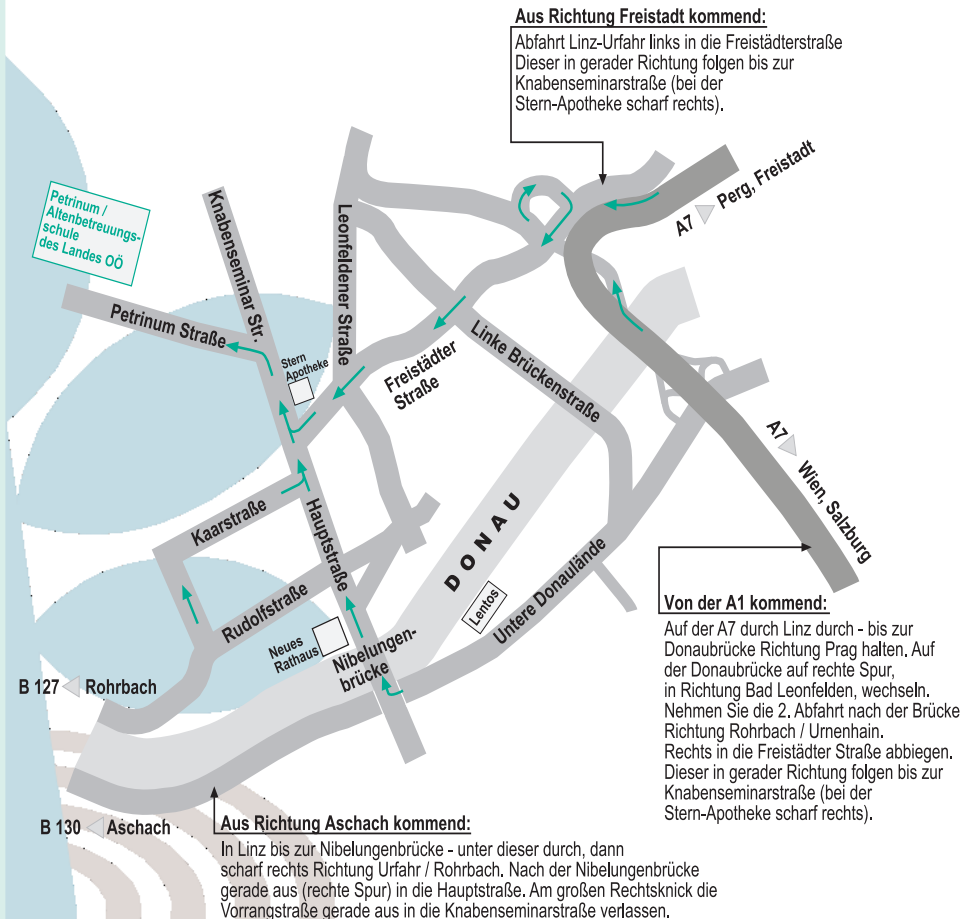 Aus Richtung Freistadt kommend:
Abfahrt Linz-Urfahr links in die Freistädterstraße
Dieser in gerader Richtung folgen bis zur
Knabenseminarstraße (bei der
Stern-Apotheke scharf rechts).
A7
Perg, Freistadt
Petrinum /
Altenbetreuungs-
schule
des Landes OÖ
Knabenseminar Str.
Leonfeldener Straße
Petrinum Straße
Stern
Apotheke
Freistädter
Straße
Linke Brückenstraße
A7
Wien, Salzburg
Kaarstraße
Hauptstraße
DONAU
Rudolfstraße
Lentos
Untere Donaulände
Neues
Rathaus
Nibelungen-
brücke
B 127
Rohrbach
B 130
Aschach
Von der A1 kommend:
Auf der A7 durch Linz durch - bis zur
Donaubrücke Richtung Prag halten. Auf
der Donaubrücke auf rechte Spur,
in Richtung Bad Leonfelden, wechseln.
Nehmen Sie die 2. Abfahrt nach der Brücke
Richtung Rohrbach / Urnenhain.
Rechts in die Freistädter Straße abbiegen.
Dieser in gerader Richtung folgen bis zur
Knabenseminarstraße (bei der
Stern-Apotheke scharf rechts).
Aus Richtung Aschach kommend:
In Linz bis zur Nibelungenbrücke - unter dieser durch, dann
scharf rechts Richtung Urfahr / Rohrbach. Nach der Nibelungenbrücke
gerade aus (rechte Spur) in die Hauptstraße. Am großen Rechtsknick die
Vorrangstraße gerade aus in die Knabenseminarstraße verlassen.